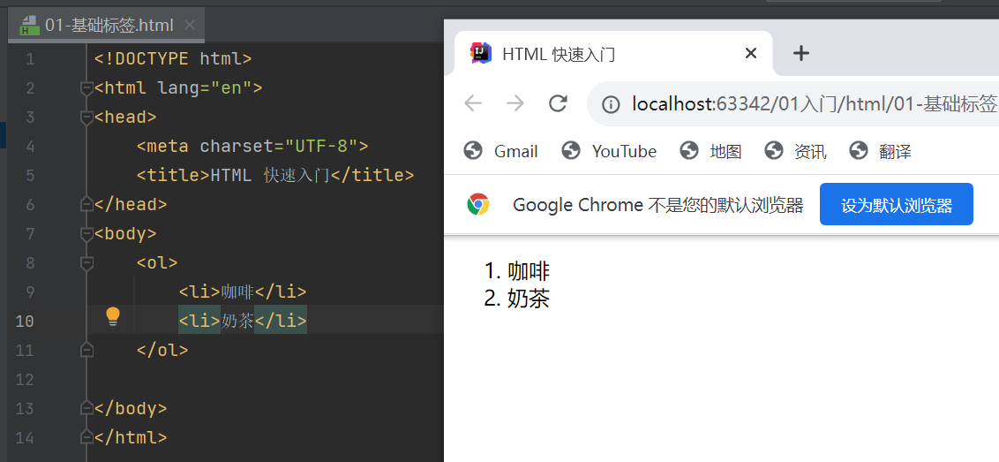 01-基础标签.html
1 <!DOCTYPE html>
2 <html lang="en">
3 <head>
4 <meta charset="UTF-8">
5 <title>HTML 快速入门</title>
6 </head>
7 <body>
8 <ol>
9 <li>咖啡</li>
10 <li>奶茶</li>
11 </ol>
12
13 </body>
14 </html>
HTML 快速入门
localhost:63342/01入门/html/01-基础标签
Gmail YouTube 地图 资讯 翻译
Google Chrome 不是您的默认浏览器 设为默认浏览器
1. 咖啡
2. 奶茶